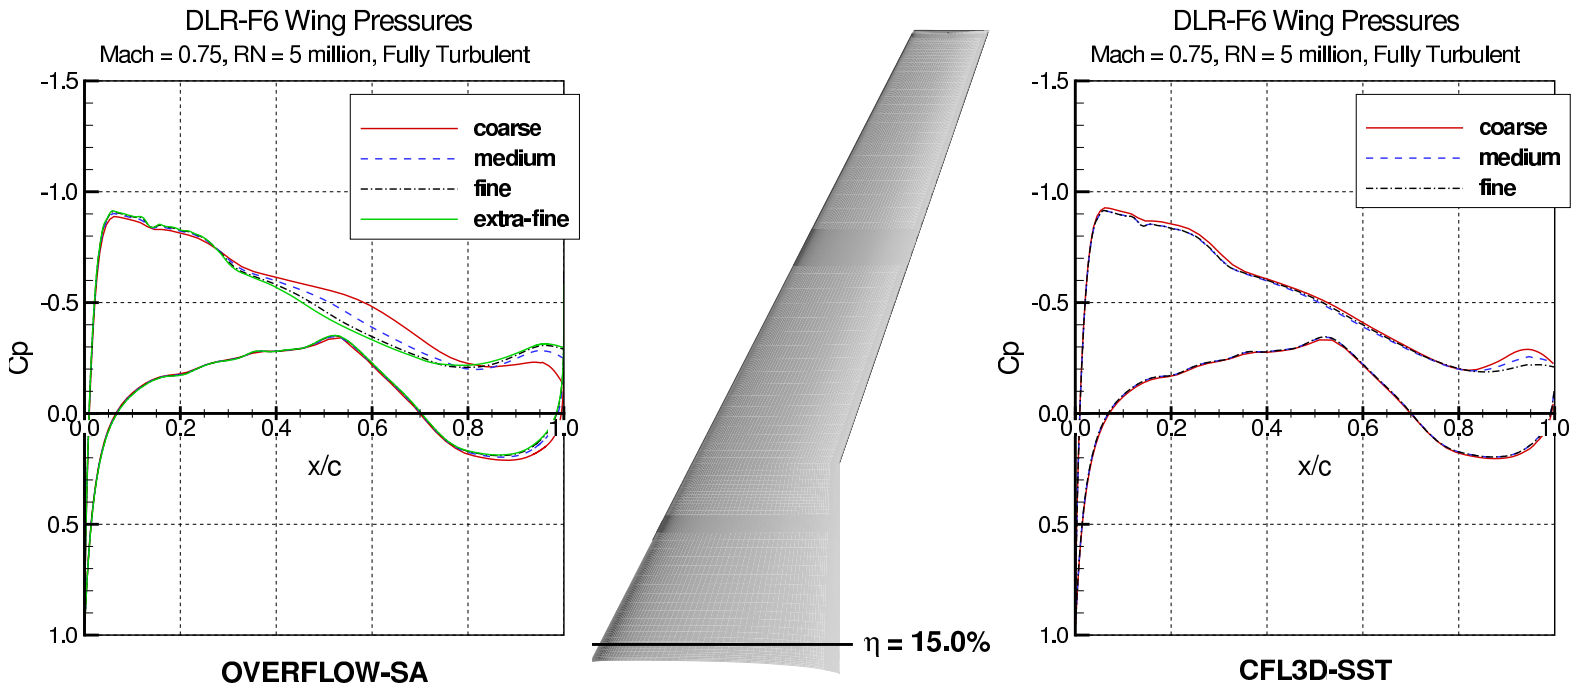 DLR-F6 Wing Pressures
Mach = 0.75, RN = 5 million, Fully Turbulent
-1.5
-1.0
-0.5
0.0
0.5
1.0
Cp
coarse
medium
fine
extra-fine
0.0 0.2 0.4 0.6 0.8 1.0
x/c
OVERFLOW-SA
η = 15.0%
DLR-F6 Wing Pressures
Mach = 0.75, RN = 5 million, Fully Turbulent
-1.5
-1.0
-0.5
0.0
0.5
1.0
Cp
coarse
medium
fine
0.0 0.2 0.4 0.6 0.8 1.0
x/c
CFL3D-SST